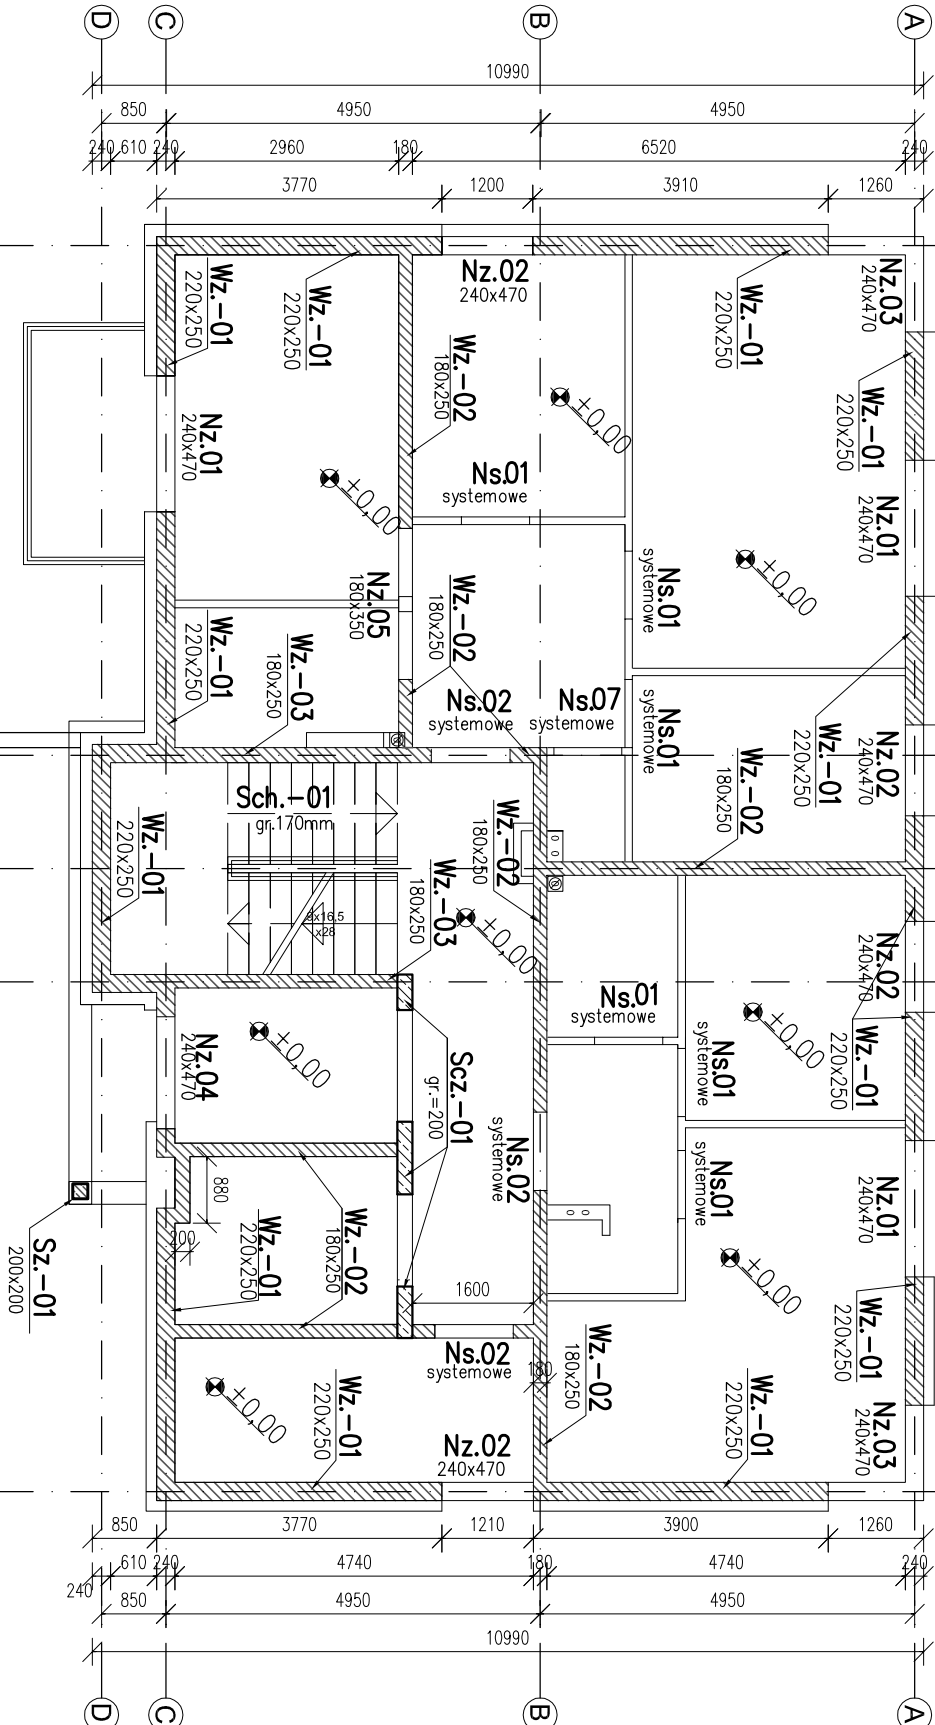 D
C
B
A
10990
850
4950
4950
240
610
240
2960
180
6520
240
3770
1200
3910
1260
Wz.-01
220x250
Wz.-01
220x250
Nz.02
240x470
Wz.-01
220x250
Nz.03
240x470
Wz.-02
180x250
±0,00
Wz.-01
220x250
Nz.01
240x470
±0,00
Ns.01
systemowe
Nz.01
240x470
±0,00
Nz.05
180x350
Wz.-02
180x250
Ns.01
systemowe
Wz.-01
220x250
Wz.-03
180x250
Ns.02
systemowe
Ns.07
systemowe
Ns.01
systemowe
Wz.-01
220x250
Nz.02
240x470
Wz.-02
180x250
Sch.-01
gr.170mm
Wz.-01
220x250
Wz.-02
180x250
Wz.-03
180x250
9x16,5
x28
±0,00
Nz.02
240x470
Ns.01
systemowe
±0,00
Wz.-01
220x250
Nz.04
240x470
±0,00
Scz.-01
gr.=200
Ns.01
systemowe
Ns.02
systemowe
Ns.01
systemowe
Nz.01
240x470
880
200
Wz.-01
220x250
Wz.-02
180x250
±0,00
Sz.-01
200x200
1600
Wz.-01
220x250
Ns.02
systemowe
180
Wz.-02
180x250
±0,00
Wz.-01
220x250
Nz.02
240x470
Wz.-01
220x250
Nz.03
240x470
850
3770
1210
3900
1260
240
610
240
4740
180
4740
240
850
4950
4950
10990
D
C
B
A